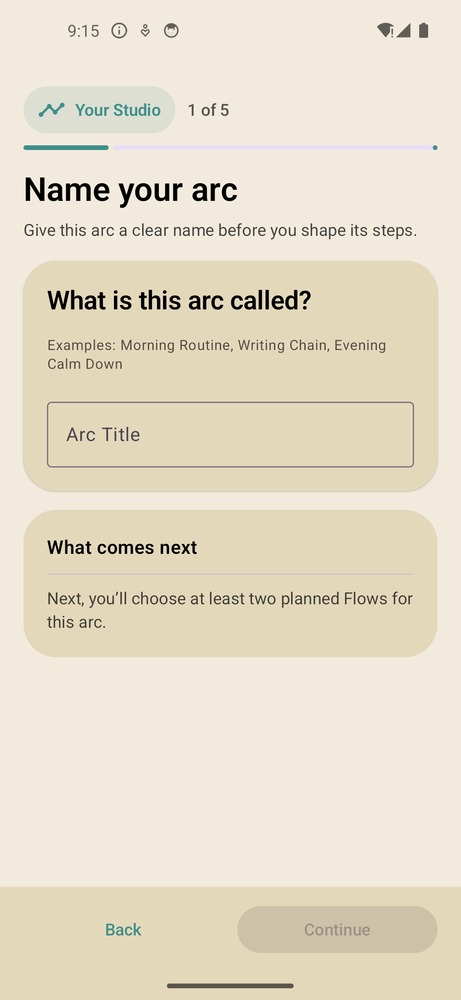 9:15
Your Studio
1 of 5
Name your arc
Give this arc a clear name before you shape its steps.
What is this arc called?
Examples: Morning Routine, Writing Chain, Evening
Calm Down
Arc Title
What comes next
Next, you’ll choose at least two planned Flows for
this arc.
Back
Continue